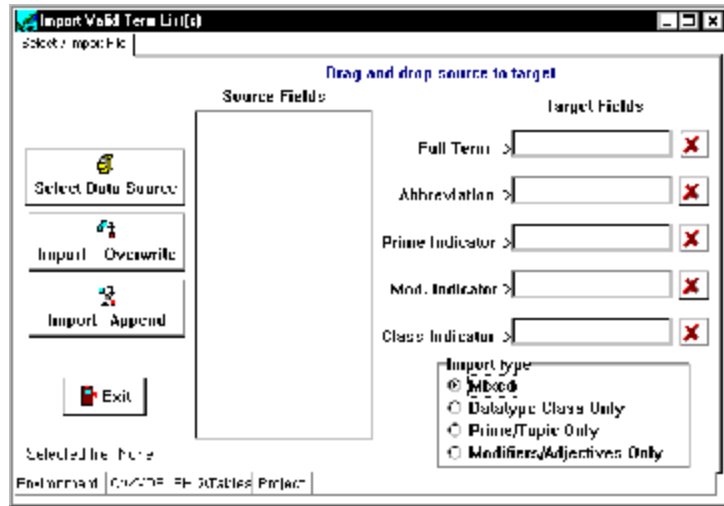 Import Valid Term List(s)
Select / Import File
Drag and drop source to target
Source Fields
Target Fields
Full Term >
Abbreviation >
Prime Indicator >
Mod. Indicator >
Class Indicator >
Select Data Source
Import Overwrite
Import Append
Exit
Import Type
Mixed
Datatype Class Only
Prime/Topic Only
Modifiers/Adjectives Only
Selected file: None
Environment
Tables
Project